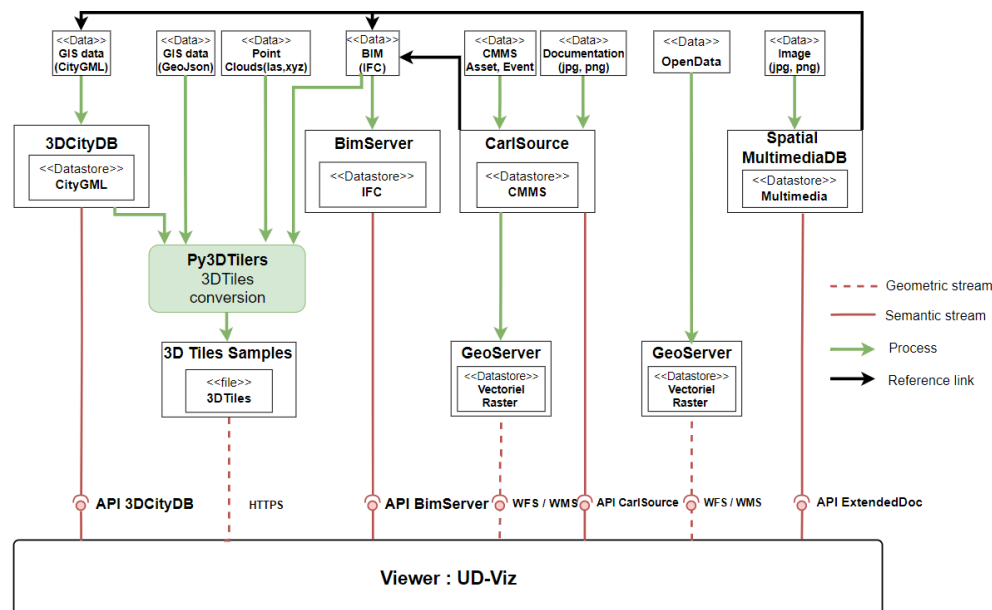 <<Data>>
GIS data
(CityGML)
<<Data>>
GIS data
(GeoJson)
<<Data>>
Point
Clouds(las,xyz)
<<Data>>
BIM
(IFC)
<<Data>>
CMMS
Asset, Event
<<Data>>
Documentation
(jpg, png)
<<Data>>
OpenData
<<Data>>
Image
(jpg, png)
3DCityDB
<<Datastore>>
CityGML
BimServer
<<Datastore>>
IFC
CarlSource
<<Datastore>>
CMMS
Spatial
MultimediaDB
<<Datastore>>
Multimedia
Py3DTilers
3DTiles
conversion
Geometric stream
Semantic stream
Process
Reference link
3D Tiles Samples
<<file>>
3DTiles
GeoServer
<<Datastore>>
Vectoriel
Raster
GeoServer
<<Datastore>>
Vectoriel
Raster
API 3DCityDB
HTTPS
API BimServer
WFS / WMS
API CarlSource
WFS / WMS
API ExtendedDoc
Viewer : UD-Viz